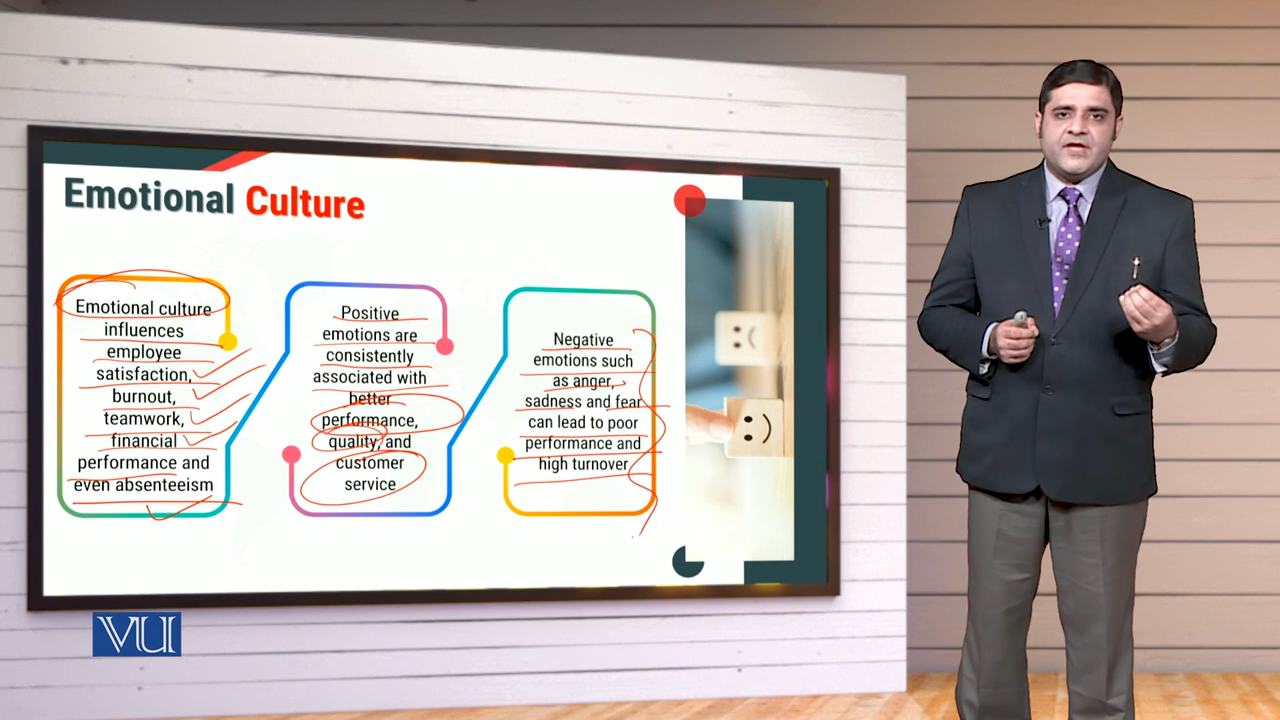 Emotional Culture
Emotional culture
influences
employee
satisfaction,
burnout,
teamwork,
financial
performance and
even absenteeism
Positive
emotions are
consistently
associated with
better
performance,
quality, and
customer
service
Negative
emotions such
as anger,
sadness and fear
can lead to poor
performance and
high turnover
VU